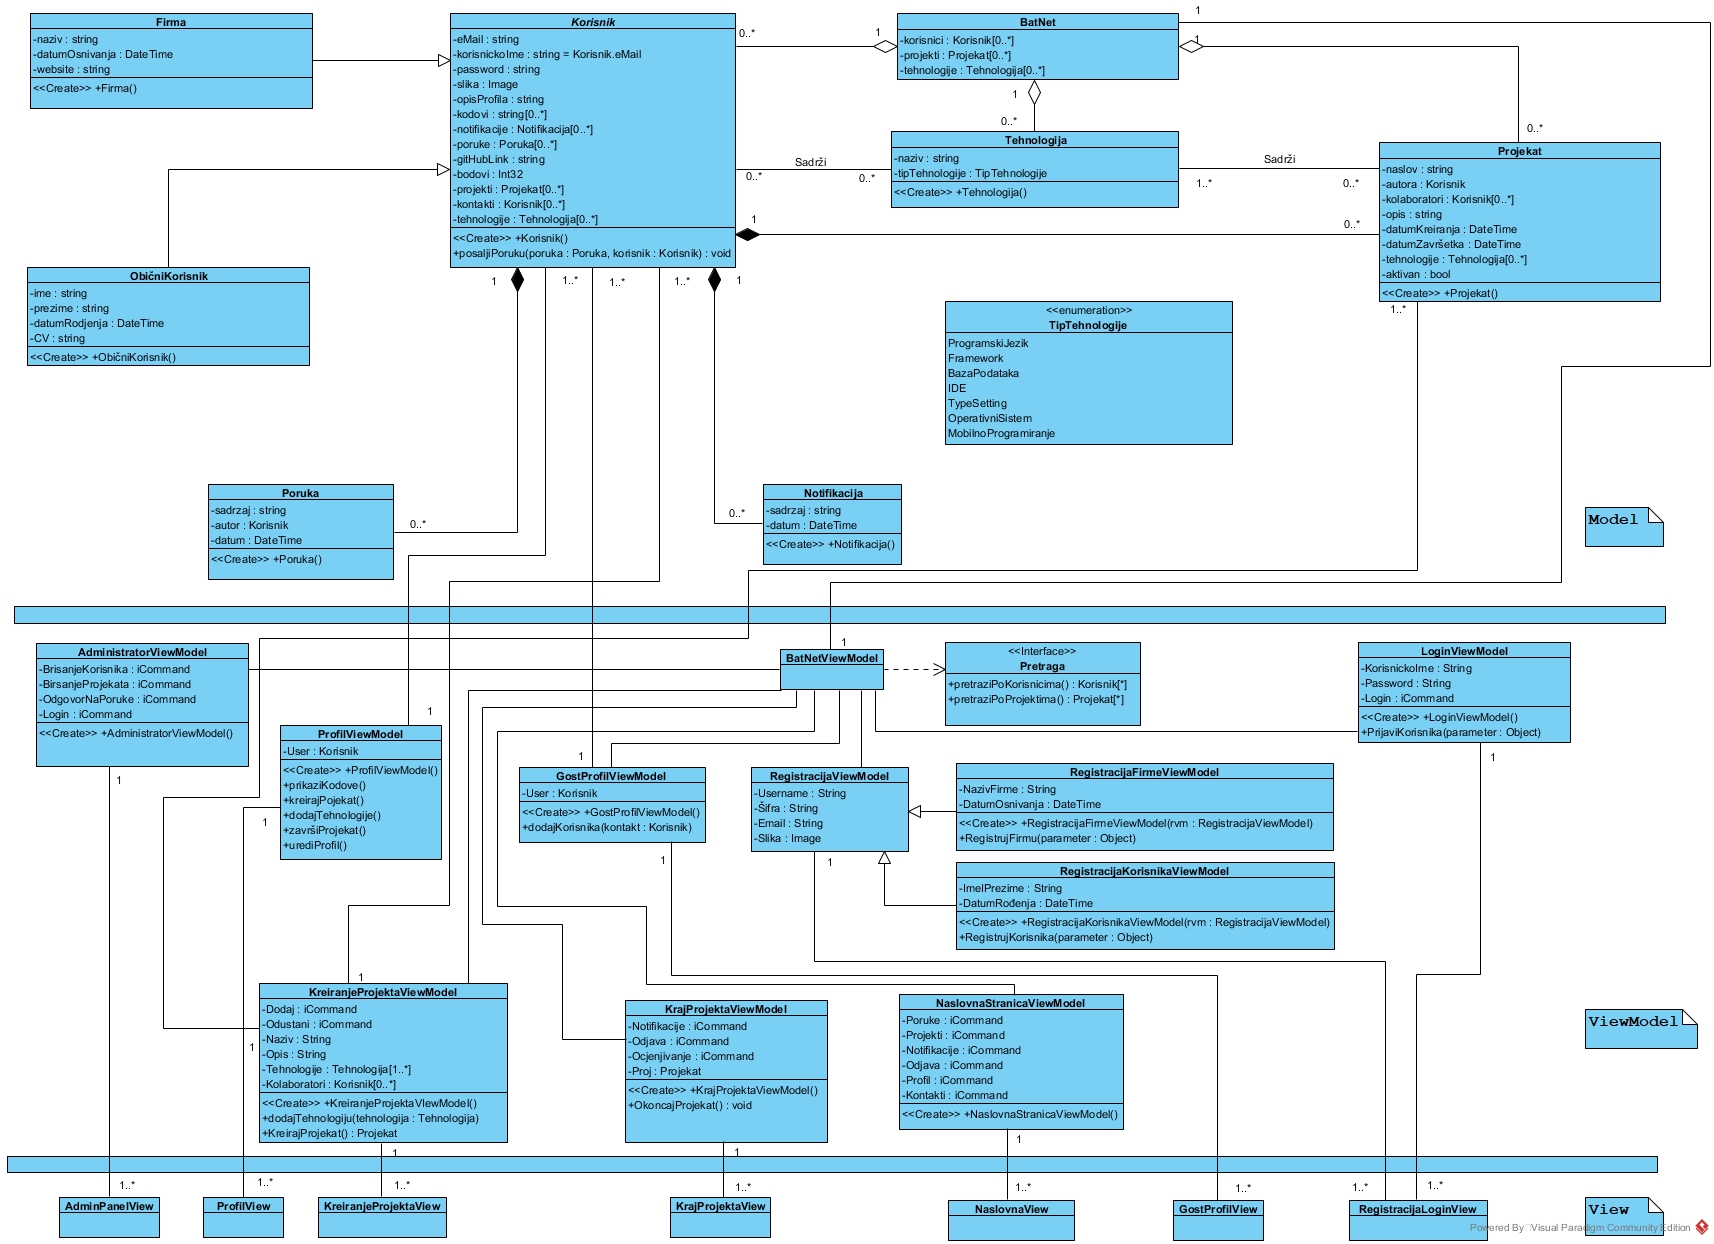 Firma
-naziv : string
-datumOsnivanja : DateTime
-website : string
<<Create>> +Firma()
Korisnik
-eMail : string
-korisnickoIme : string = Korisnik.eMail
-password : string
-slika : Image
-opisProfila : string
-kodovi : string[0..*]
-notifikacije : Notifikacija[0..*]
-poruke : Poruka[0..*]
-gitHubLink : string
-bodovi : Int32
-projekti : Projekat[0..*]
-kontakti : Korisnik[0..*]
-tehnologije : Tehnologija[0..*]
<<Create>> +Korisnik()
+posaljiPoruku(poruka : Poruka, korisnik : Korisnik) : void
0..*
1
BatNet
-korisnici : Korisnik[0..*]
-projekti : Projekat[0..*]
-tehnologije : Tehnologija[0..*]
1
1
1
0..*
0..*
Tehnologija
-naziv : string
-tipTehnologije : TipTehnologije
<<Create>> +Tehnologija()
Sadrži
0..*
0..*
Sadrži
1..*
0..*
1
0..*
Projekat
-naslov : string
-autora : Korisnik
-kolaboratori : Korisnik[0..*]
-opis : string
-datumKreiranja : DateTime
-datumZavršetka : DateTime
-tehnologije : Tehnologija[0..*]
-aktivan : bool
<<Create>> +Projekat()
1..*
ObičniKorisnik
-ime : string
-prezime : string
-datumRodjenja : DateTime
-CV : string
<<Create>> +ObičniKorisnik()
1
1..*
1..*
1..*
1
<<enumeration>>
TipTehnologije
ProgramskiJezik
Framework
BazaPodataka
IDE
TypeSetting
OperativniSistem
MobilnoProgramiranje
Poruka
-sadrzaj : string
-autor : Korisnik
-datum : DateTime
<<Create>> +Poruka()
0..*
Notifikacija
-sadrzaj : string
-datum : DateTime
<<Create>> +Notifikacija()
0..*
Model
AdministratorViewModel
-BrisanjeKorisnika : iCommand
-BirsanjeProjekata : iCommand
-OdgovorNaPoruke : iCommand
-Login : iCommand
<<Create>> +AdministratorViewModel()
1
1
BatNetViewModel
<<Interface>>
Pretraga
+pretraziPoKorisnicima() : Korisnik[*]
+pretraziPoProjektima() : Projekat[*]
LoginViewModel
-KorisnickoIme : String
-Password : String
-Login : iCommand
<<Create>> +LoginViewModel()
+PrijaviKorisnika(parameter : Object)
1
1
ProfilViewModel
-User : Korisnik
<<Create>> +ProfilViewModel()
+prikaziKodove()
+kreirajPojekat()
+dodajTehnologije()
+završiProjekat()
+urediProfil()
1
1
GostProfilViewModel
-User : Korisnik
<<Create>> +GostProfilViewModel()
+dodajKorisnika(kontakt : Korisnik)
1
RegistracijaViewModel
-Username : String
-Šifra : String
-Email : String
-Slika : Image
1
RegistracijaFirmeViewModel
-NazivFirme : String
-DatumOsnivanja : DateTime
<<Create>> +RegistracijaFirmeViewModel(rvm : RegistracijaViewModel)
+RegistrujFirmu(parameter : Object)
RegistracijaKorisnikaViewModel
-ImeIPrezime : String
-DatumRođenja : DateTime
<<Create>> +RegistracijaKorisnikaViewModel(rvm : RegistracijaViewModel)
+RegistrujKorisnika(parameter : Object)
1
1
KreiranjeProjektaViewModel
-Dodaj : iCommand
-Odustani : iCommand
-Naziv : String
-Opis : String
-Tehnologije : Tehnologija[1..*]
-Kolaboratori : Korisnik[0..*]
<<Create>> +KreiranjeProjektaVIewModel()
+dodajTehnologiju(tehnologija : Tehnologija)
+KreirajProjekat() : Projekat
1
KrajProjektaViewModel
-Notifikacije : iCommand
-Odjava : iCommand
-Ocjenjivanje : iCommand
-Proj : Projekat
<<Create>> +KrajProjektaViewModel()
+OkoncajProjekat() : void
1
NaslovnaStranicaViewModel
-Poruke : iCommand
-Projekti : iCommand
-Notifikacije : iCommand
-Odjava : iCommand
-Profil : iCommand
-Kontakti : iCommand
<<Create>> +NaslovnaStranicaViewModel()
1
ViewModel
1..*
1..*
1..*
1..*
1..*
1..*
1..*
1..*
AdminPanelView
ProfilView
KreiranjeProjektaView
KrajProjektaView
NaslovnaView
GostProfilView
RegistracijaLoginView
View
Powered By Visual Paradigm Community Edition